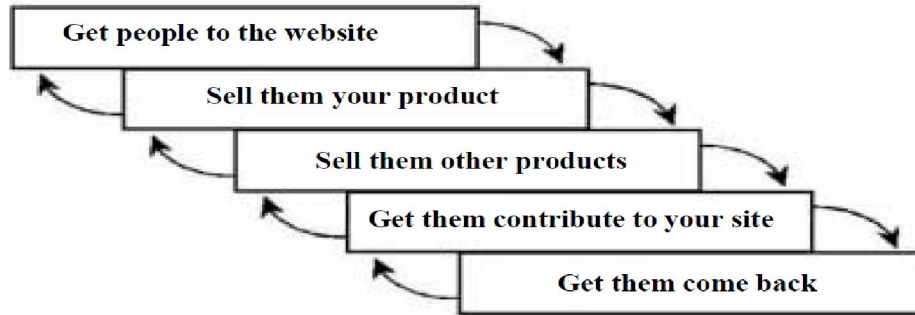 Get people to the website
Sell them your product
Sell them other products
Get them contribute to your site
Get them come back